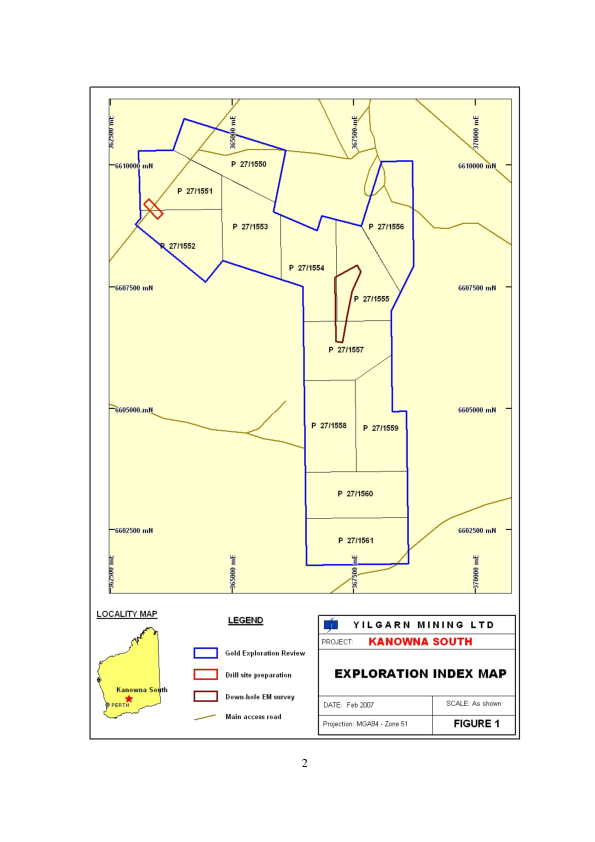 362500 mE
365000 mE
367500 mE
370000 mE
6610000 mN
6610000 mN
P 27/1550
P 27/1551
P 27/1553
P 27/1556
P 27/1552
P 27/1554
6607500 mN
P 27/1555
6607500 mN
P 27/1557
6605000 mN
6605000 mN
P 27/1558
P 27/1559
P 27/1560
6602500 mN
6602500 mN
P 27/1561
362500 mE
365000 mE
367500 mE
370000 mE
LOCALITY MAP
Kanowna South
PERTH
LEGEND
Gold Exploration Review
Drill site preparation
Down-hole EM survey
Main access road
YILGARN MINING LTD
PROJECT: KANOWNA SOUTH
EXPLORATION INDEX MAP
DATE: Feb 2007
SCALE: As shown
Projection: MGA94 - Zone 51
FIGURE 1
2